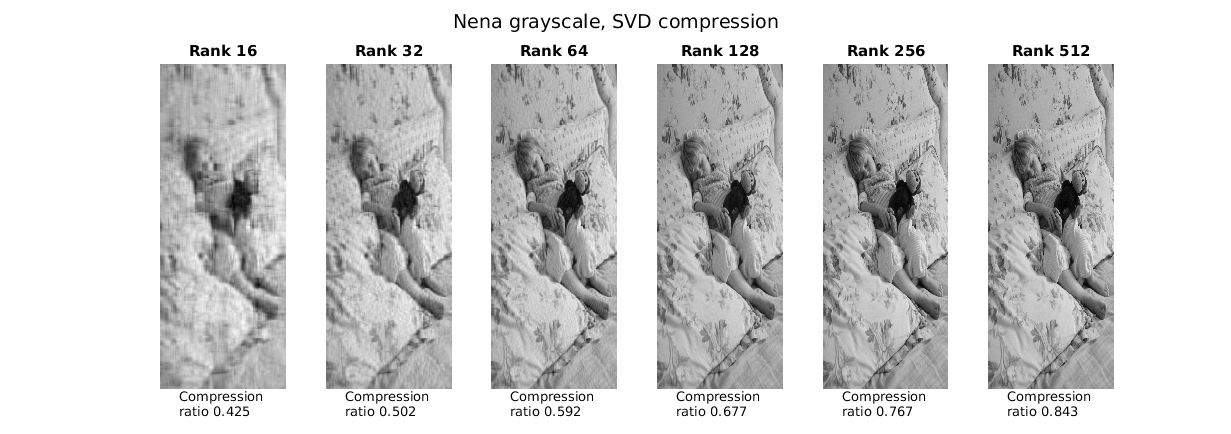 Nena grayscale, SVD compression
Rank 16
Rank 32
Rank 64
Rank 128
Rank 256
Rank 512
Compression
ratio 0.425
Compression
ratio 0.502
Compression
ratio 0.592
Compression
ratio 0.677
Compression
ratio 0.767
Compression
ratio 0.843